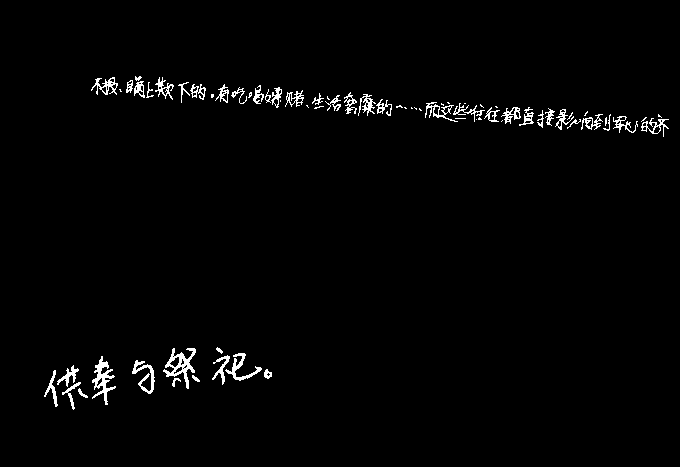 不报、瞒上欺下的。有吃喝嫖赌、生活奢靡的……而这些往往都直接影响到军心的齐
供奉与祭祀。